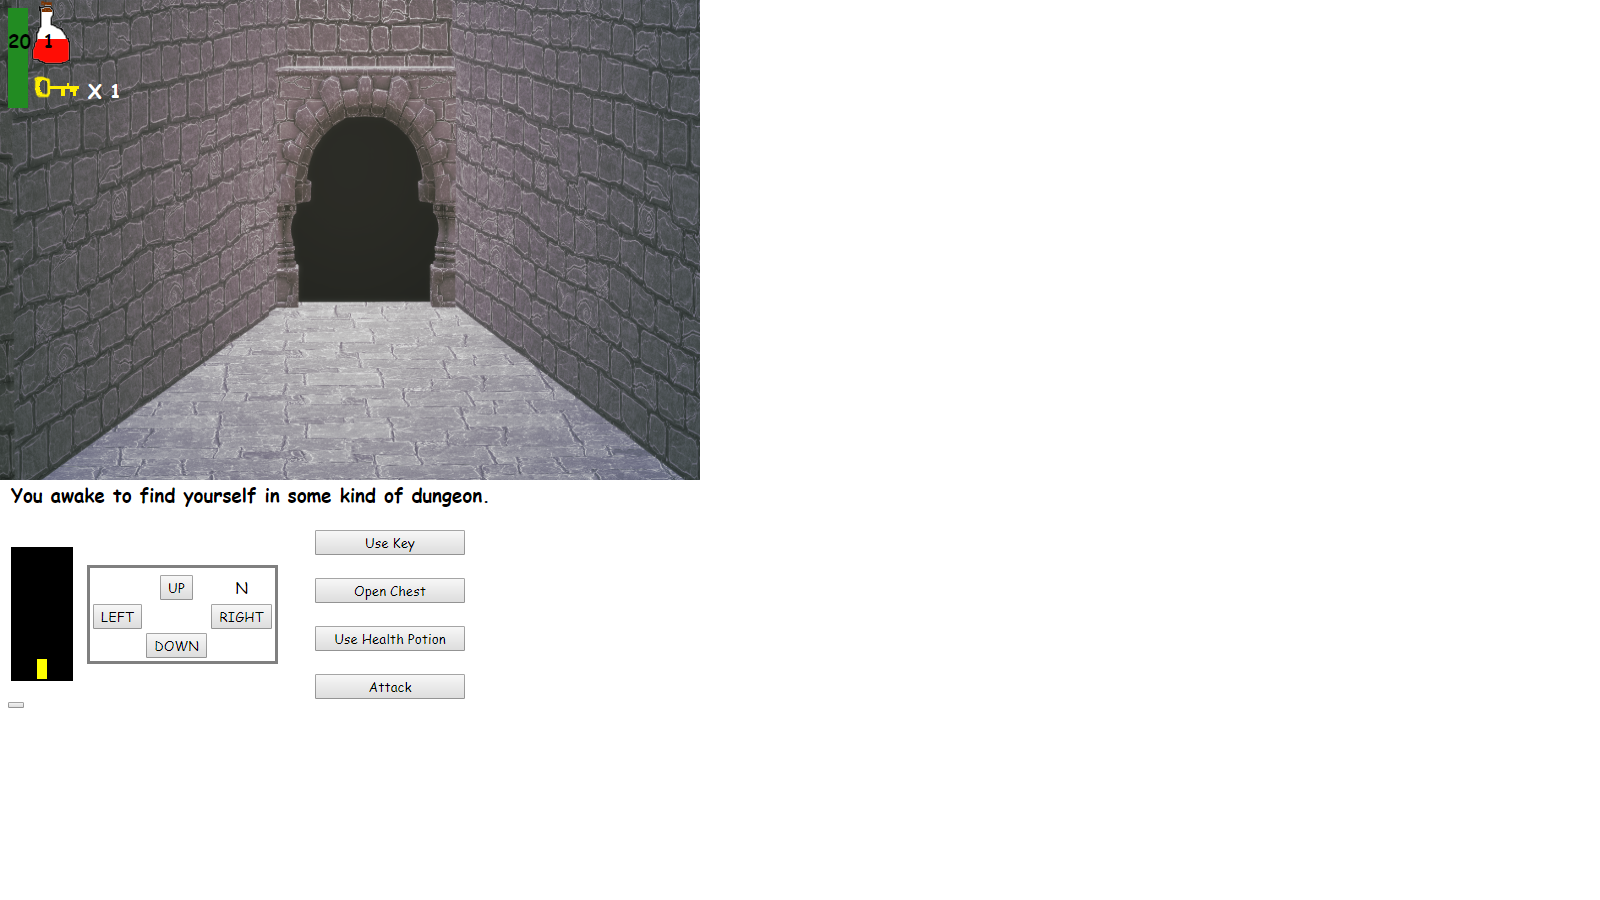 20 1
X 1
You awake to find yourself in some kind of dungeon.
Use Key
UP N
Open Chest
LEFT RIGHT
Use Health Potion
DOWN
Attack